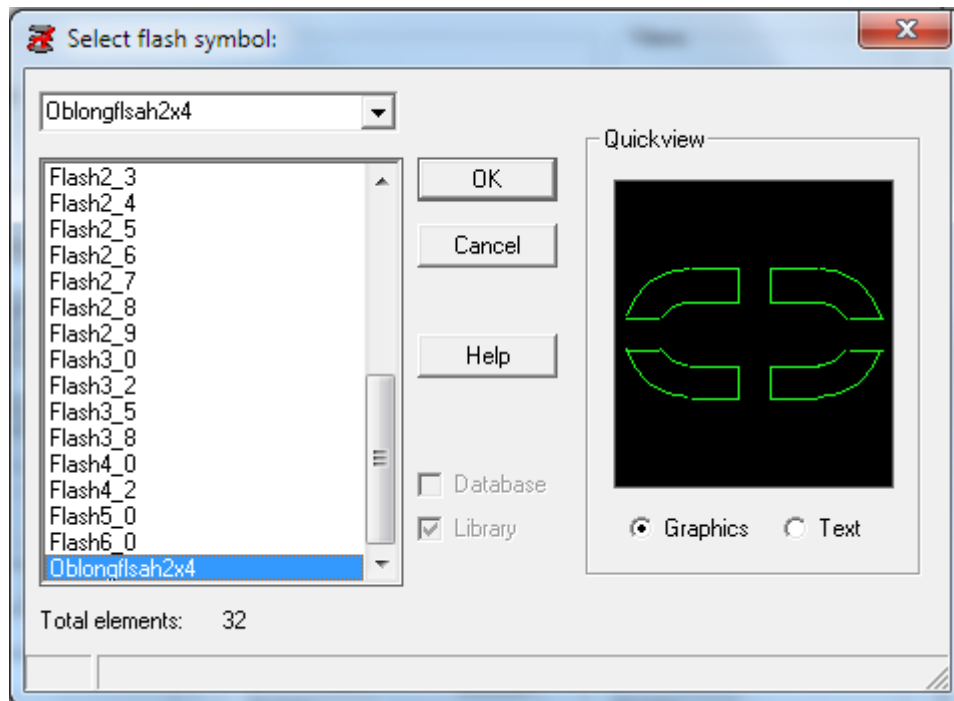 Select flash symbol:
Oblongflsah2x4
Flash2_3
Flash2_4
Flash2_5
Flash2_6
Flash2_7
Flash2_8
Flash2_9
Flash3_0
Flash3_2
Flash3_5
Flash3_8
Flash4_0
Flash4_2
Flash5_0
Flash6_0
Oblongflsah2x4
Total elements: 32
OK
Cancel
Help
Database
Library
Quickview
Graphics Text